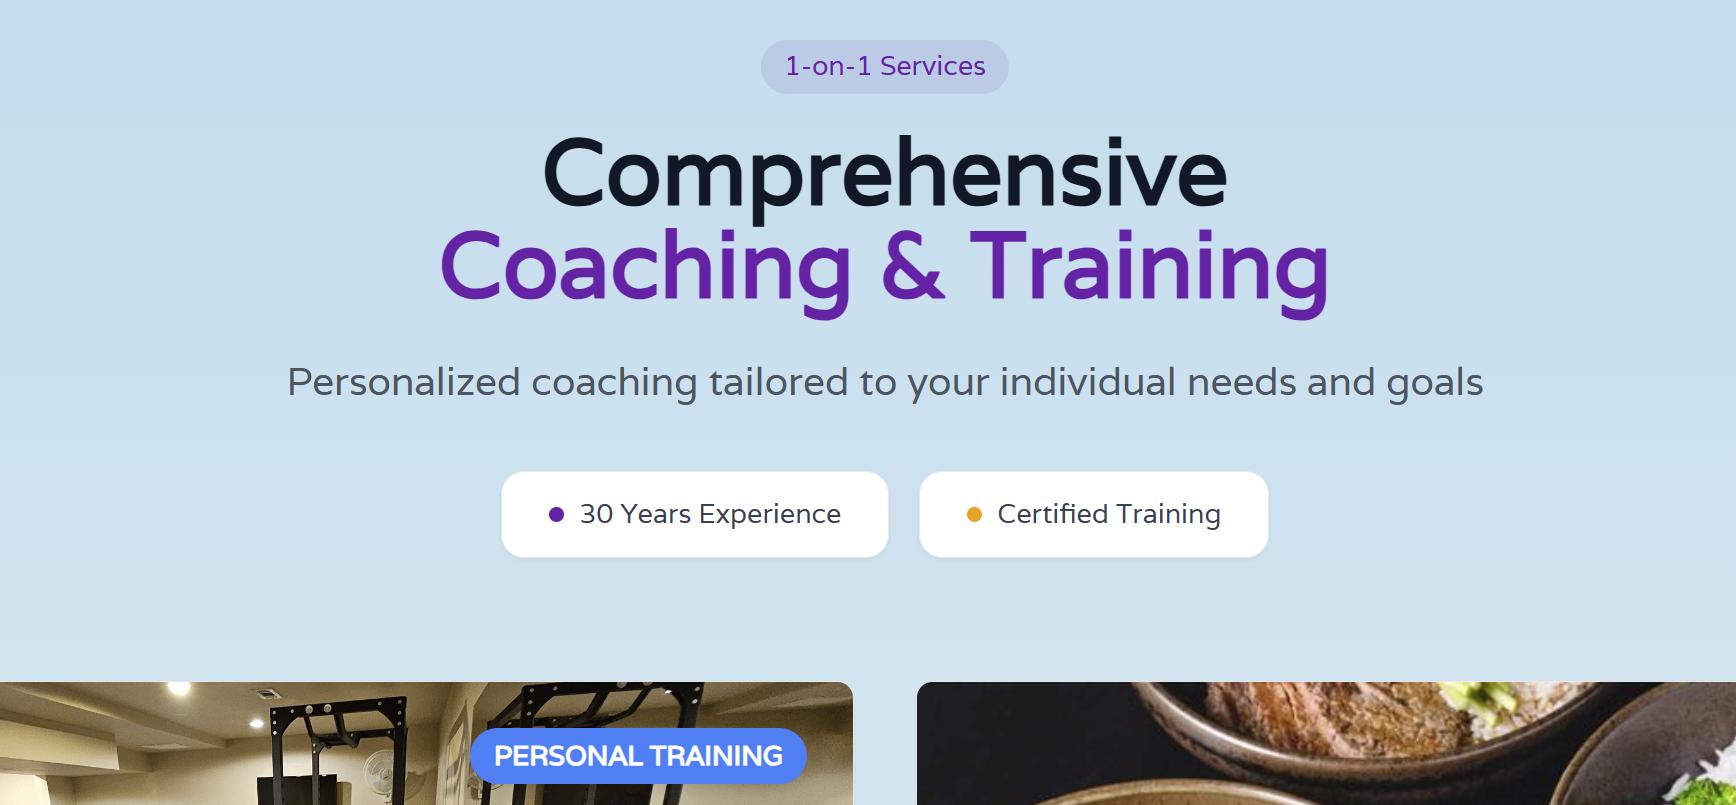 1-on-1 Services
Comprehensive
Coaching & Training
Personalized coaching tailored to your individual needs and goals
30 Years Experience
Certified Training
PERSONAL TRAINING